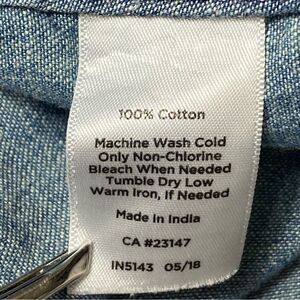 100% Cotton
Machine Wash Cold
Only Non-Chlorine
Bleach When Needed
Tumble Dry Low
Warm Iron, If Needed
Made In India
CA #23147
IN5143 05/18